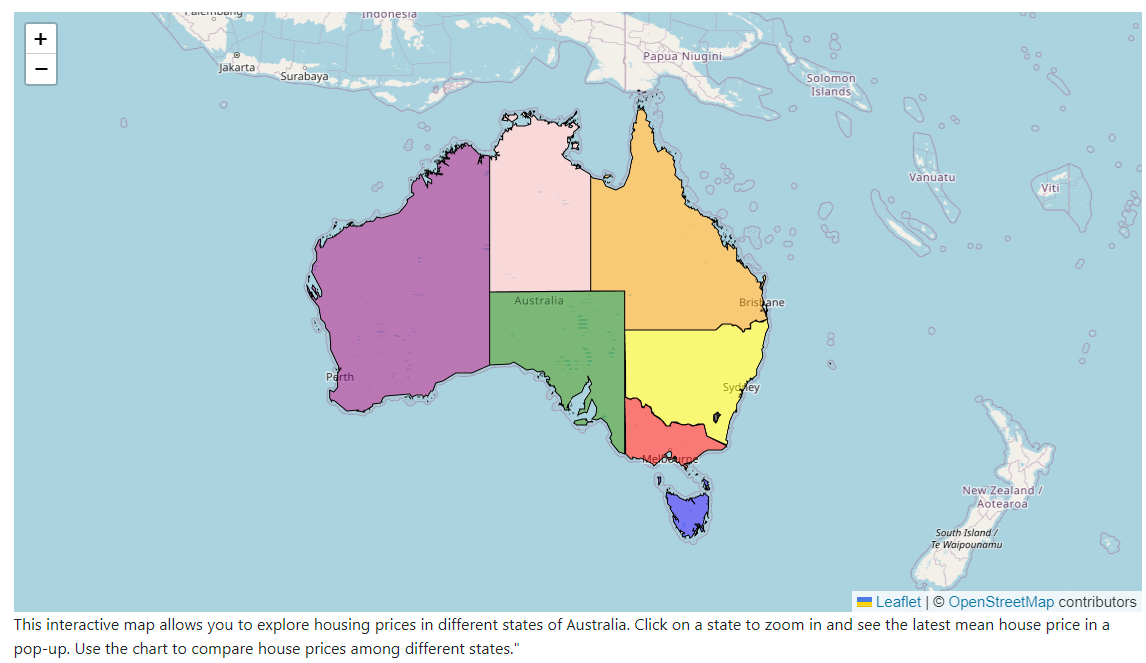 Palembang
Indonesia
+
−
Jakarta
Surabaya
Papua Niugini
Solomon
Islands
Vanuatu
Viti
Australia
Brisbane
Perth
Sydney
Melbourne
New Zealand /
Aotearoa
South Island /
Te Waipounamu
Leaflet | © OpenStreetMap contributors
This interactive map allows you to explore housing prices in different states of Australia. Click on a state to zoom in and see the latest mean house price in a
pop-up. Use the chart to compare house prices among different states."